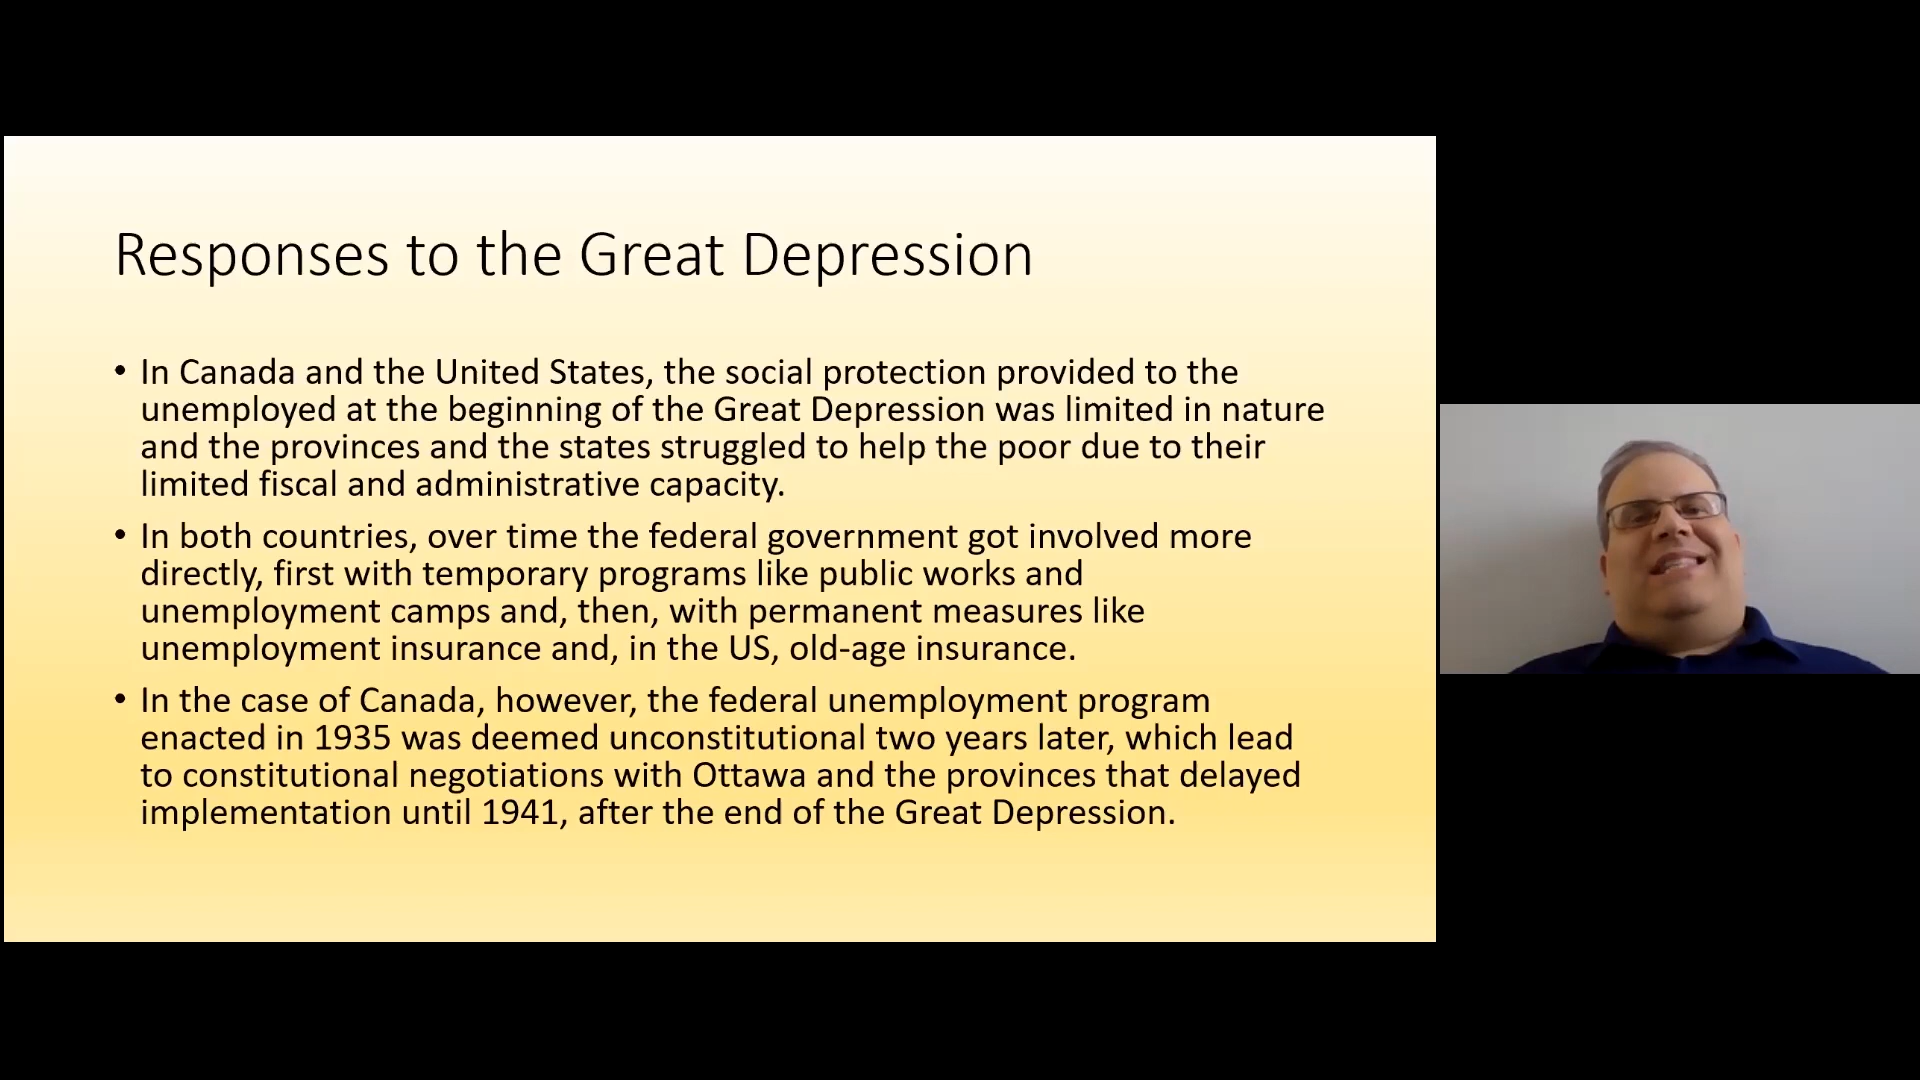 Responses to the Great Depression
• In Canada and the United States, the social protection provided to the
unemployed at the beginning of the Great Depression was limited in nature
and the provinces and the states struggled to help the poor due to their
limited fiscal and administrative capacity.
• In both countries, over time the federal government got involved more
directly, first with temporary programs like public works and
unemployment camps and, then, with permanent measures like
unemployment insurance and, in the US, old-age insurance.
• In the case of Canada, however, the federal unemployment program
enacted in 1935 was deemed unconstitutional two years later, which lead
to constitutional negotiations with Ottawa and the provinces that delayed
implementation until 1941, after the end of the Great Depression.